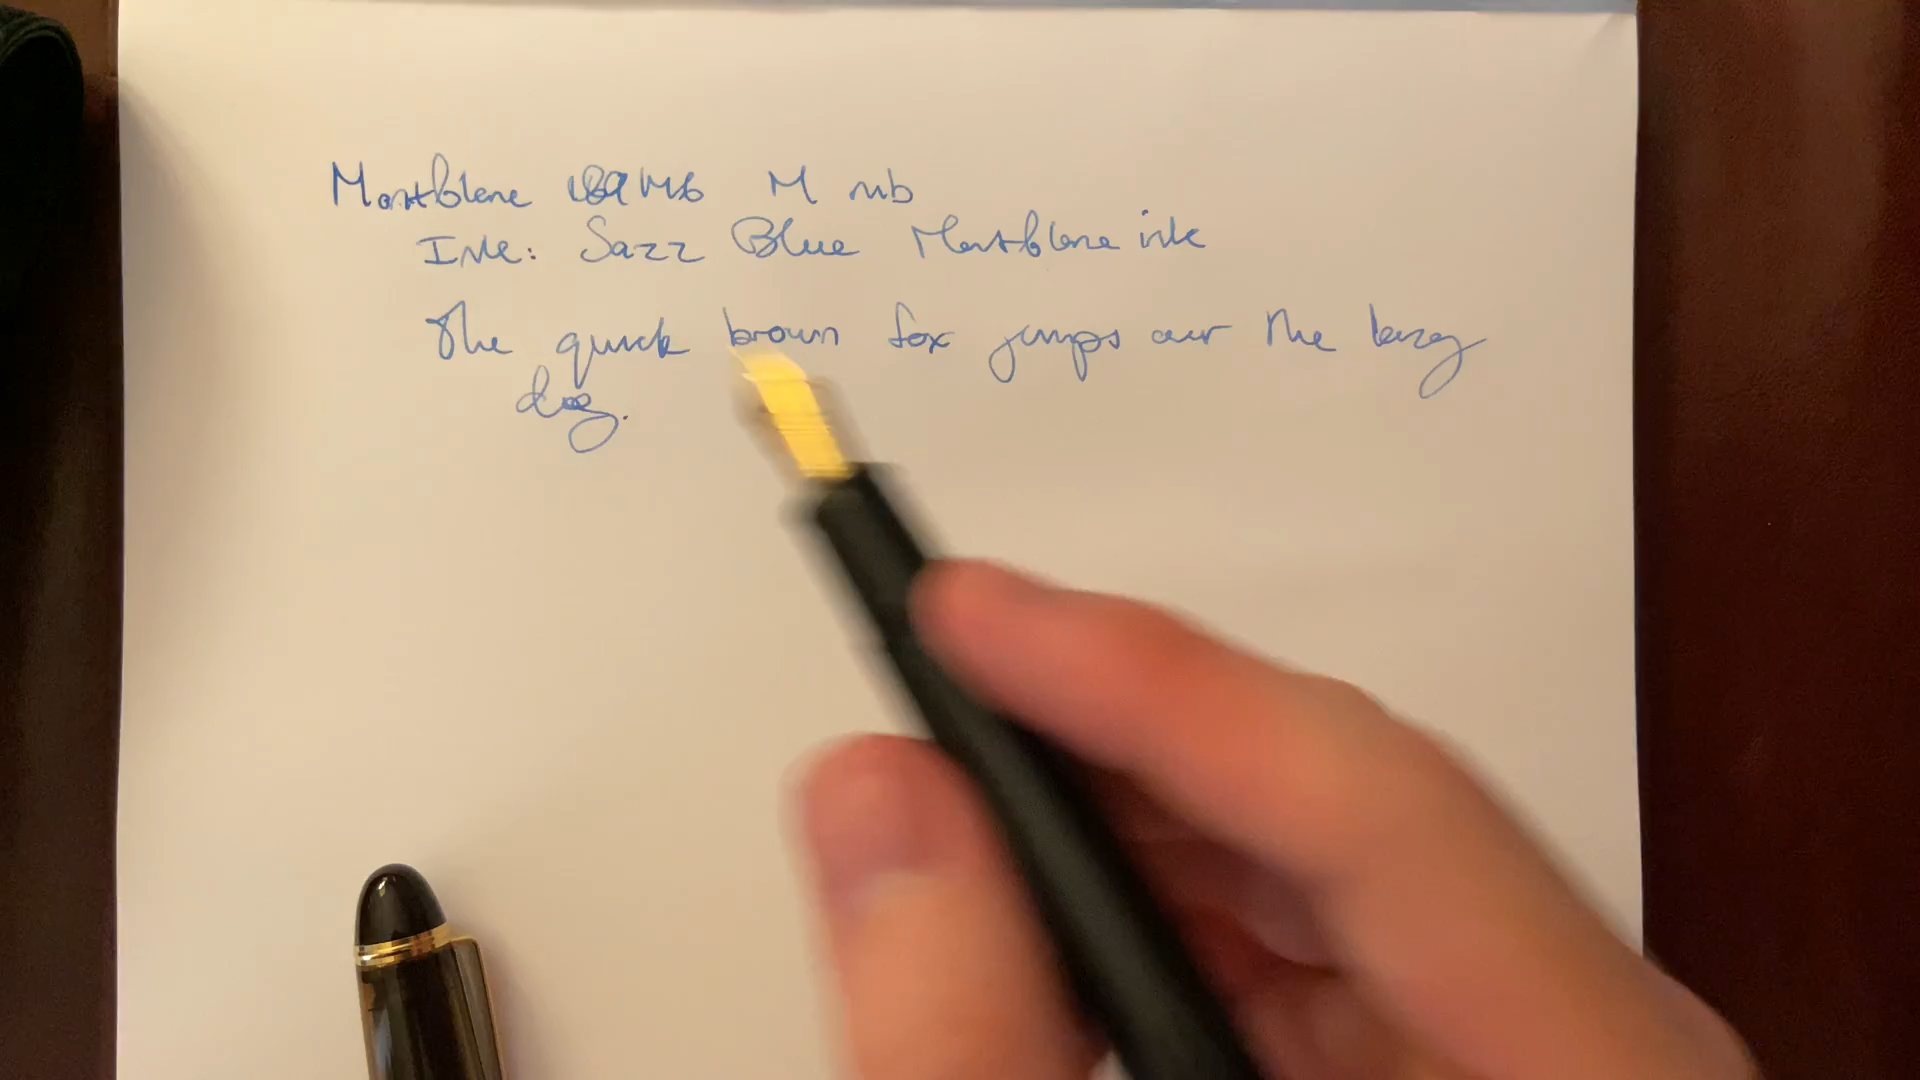 Montblanc M nib
Ink: Jazz Blue Montblanc ink
The quick brown fox jumps over the lazy
dog.